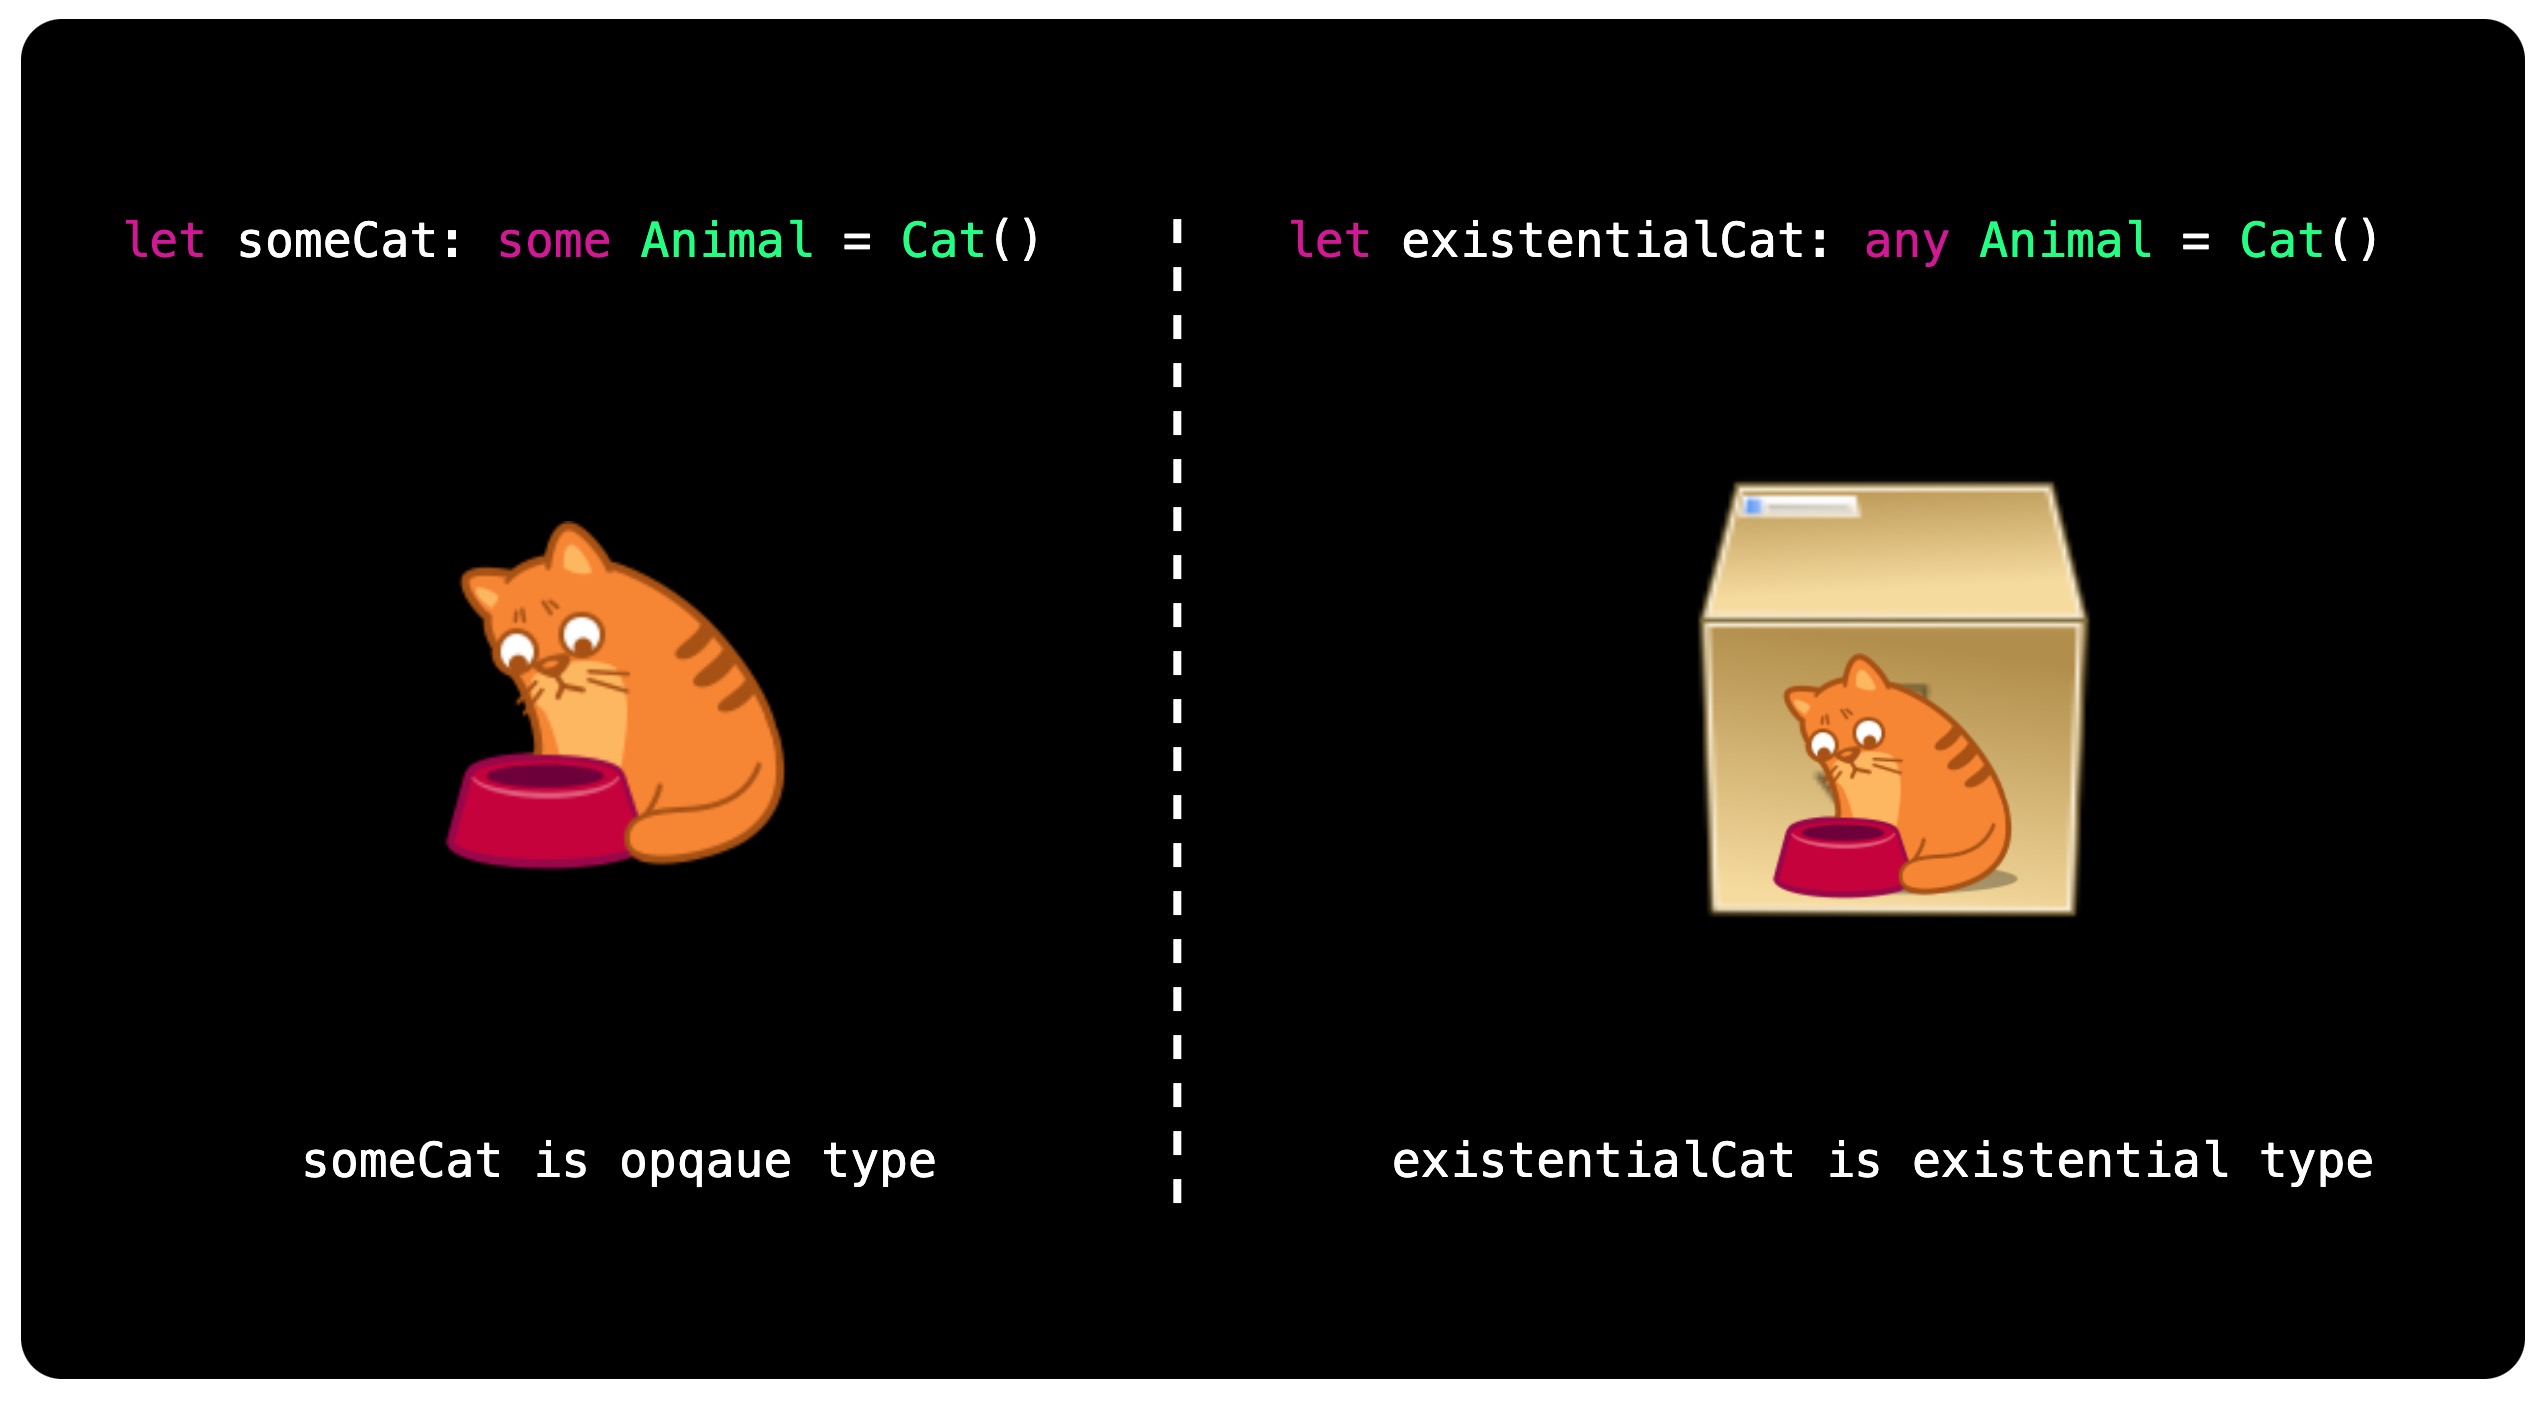 let someCat: some Animal = Cat()
someCat is opqaue type
let existentialCat: any Animal = Cat()
existentialCat is existential type